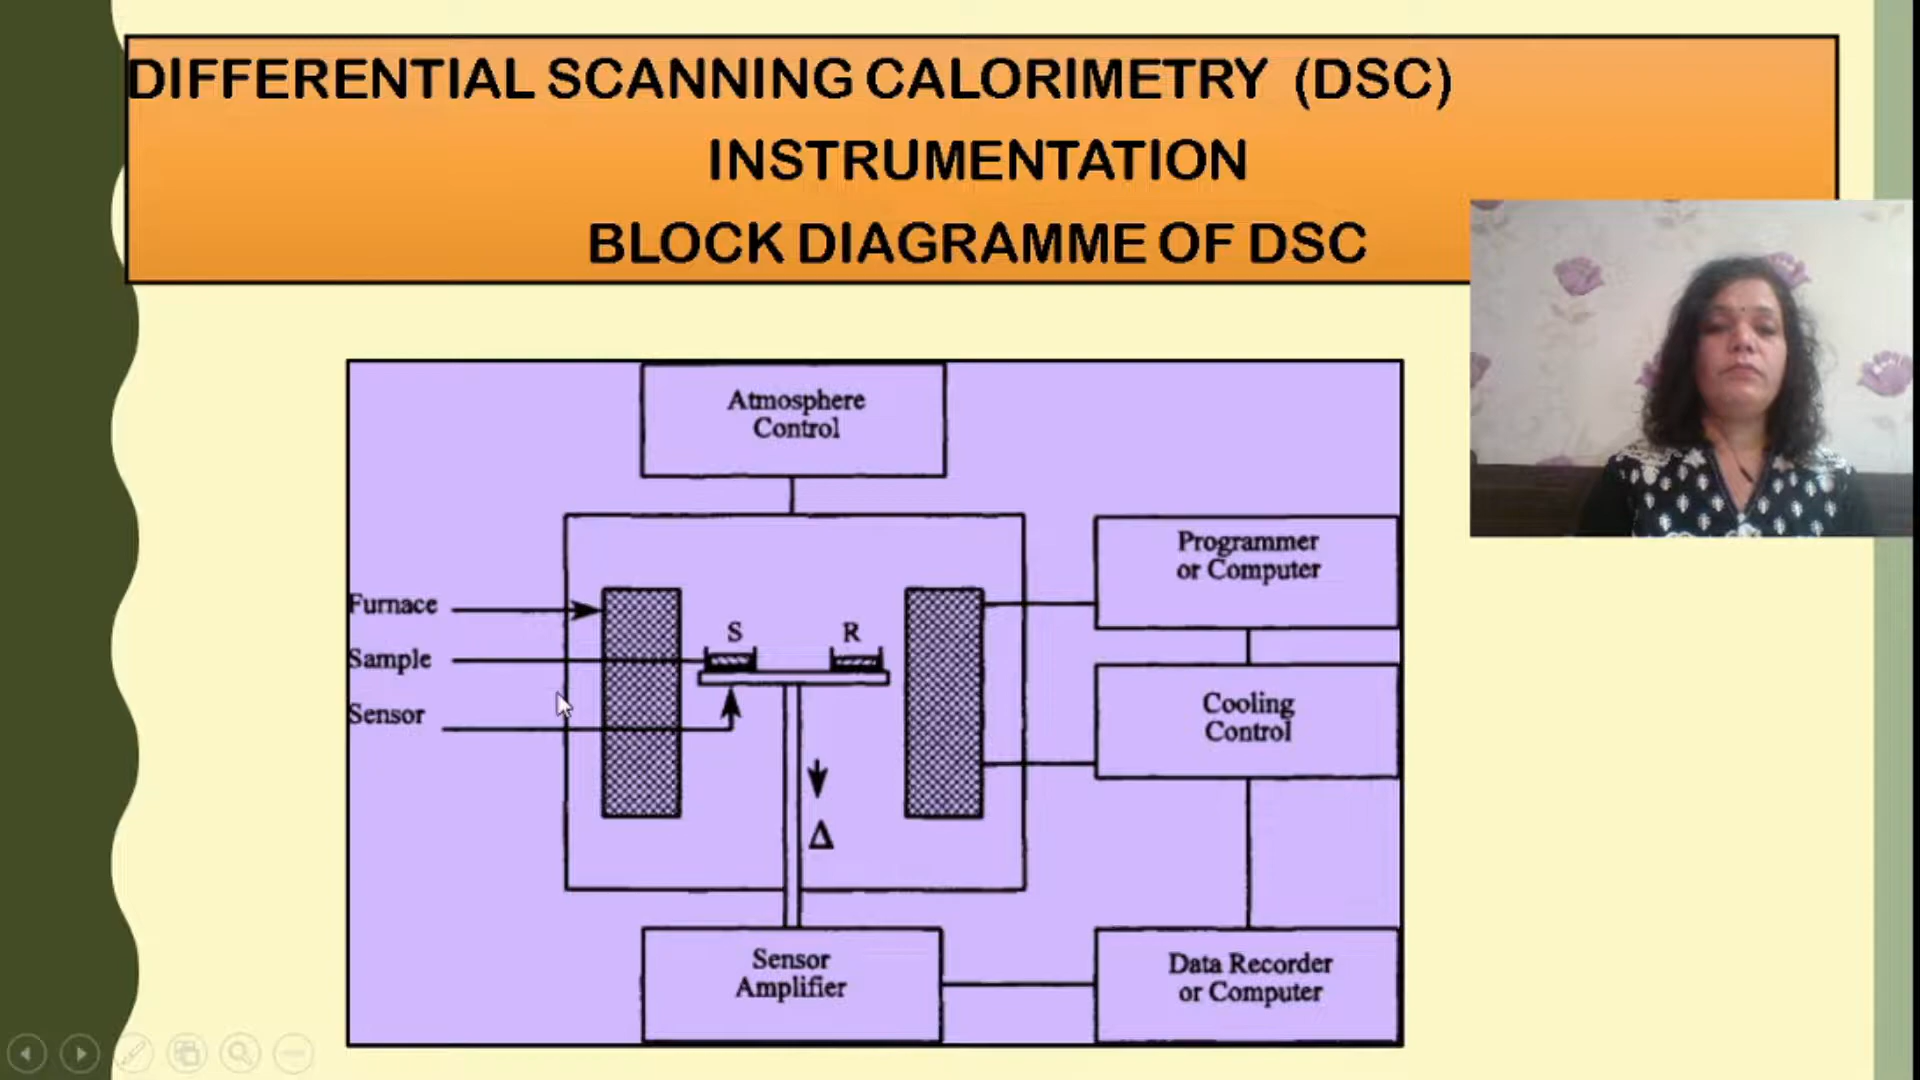 DIFFERENTIAL SCANNING CALORIMETRY (DSC)
INSTRUMENTATION
BLOCK DIAGRAMME OF DSC
Atmosphere
Control
Programmer
or Computer
Furnace
S
R
Sample
Sensor
Cooling
Control
Δ
Sensor
Amplifier
Data Recorder
or Computer